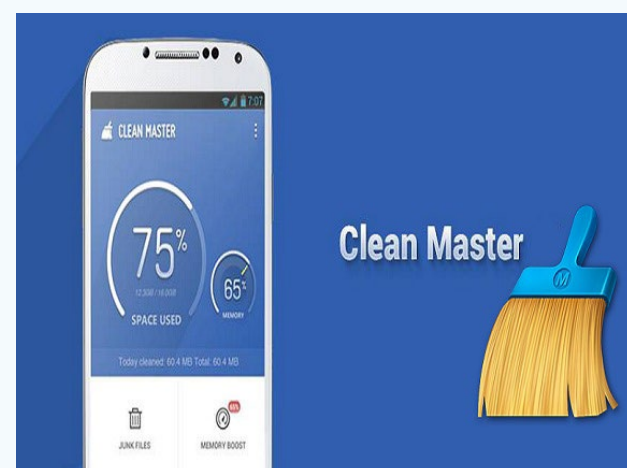 7:07
CLEAN MASTER
75%
12.3GB / 16.0GB
65%
SPACE USED
MEMORY
Today cleaned: 60.4 MB Total: 60.4 MB
65%
JUNK FILES
MEMORY BOOST
Clean Master
M